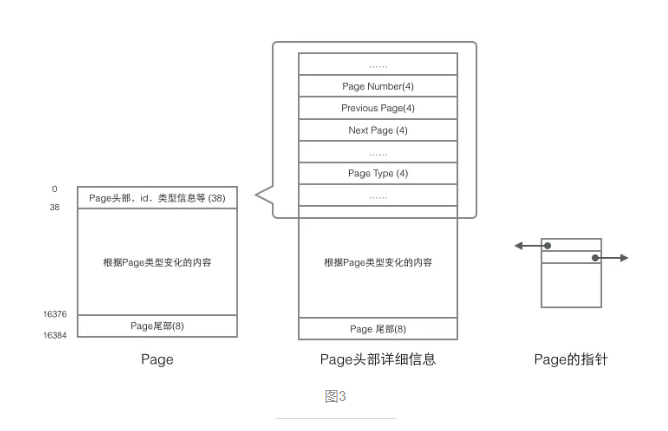 0
Page头部，id，类型信息等 (38)
38
根据Page类型变化的内容
16376
Page尾部(8)
16384
Page
......
Page Number(4)
Previous Page(4)
Next Page (4)
......
Page Type (4)
......
根据Page类型变化的内容
Page 尾部(8)
Page头部详细信息
Page的指针
图3